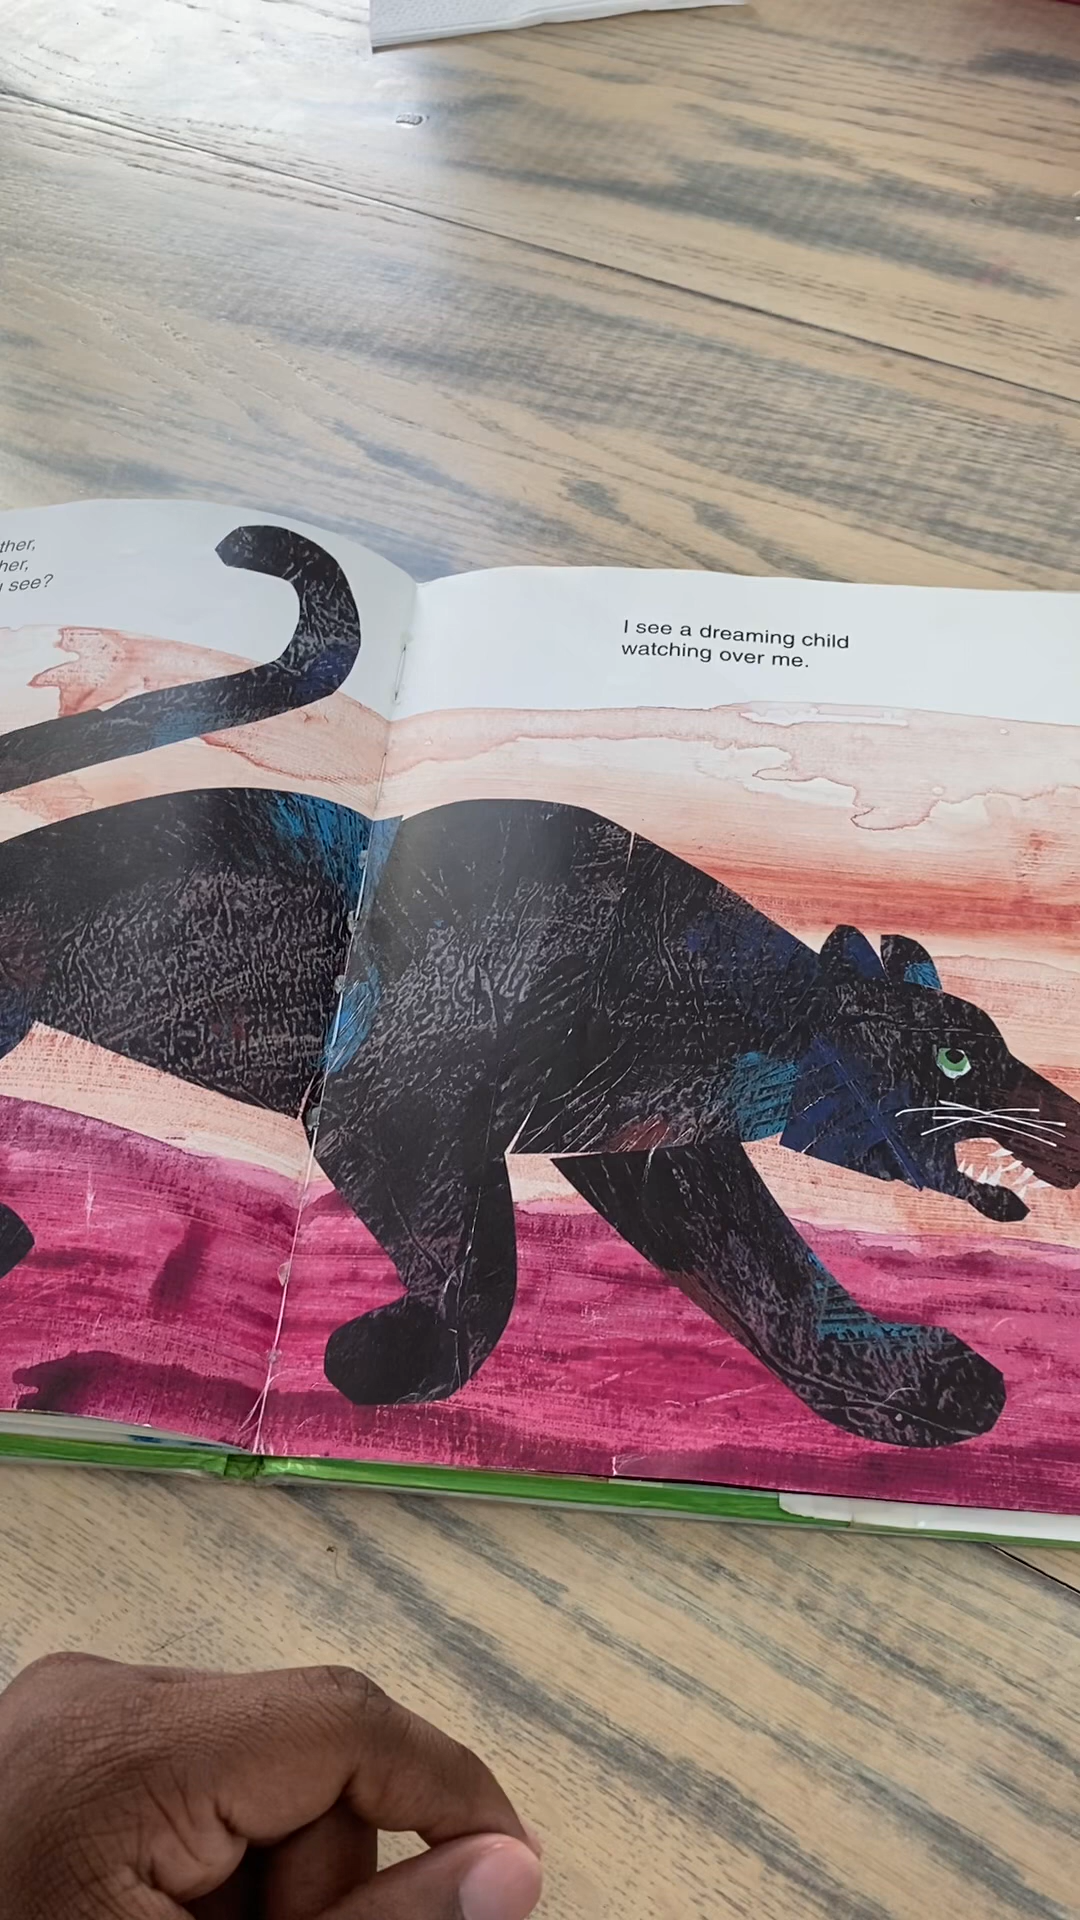 ther,
her,
see?
I see a dreaming child
watching over me.